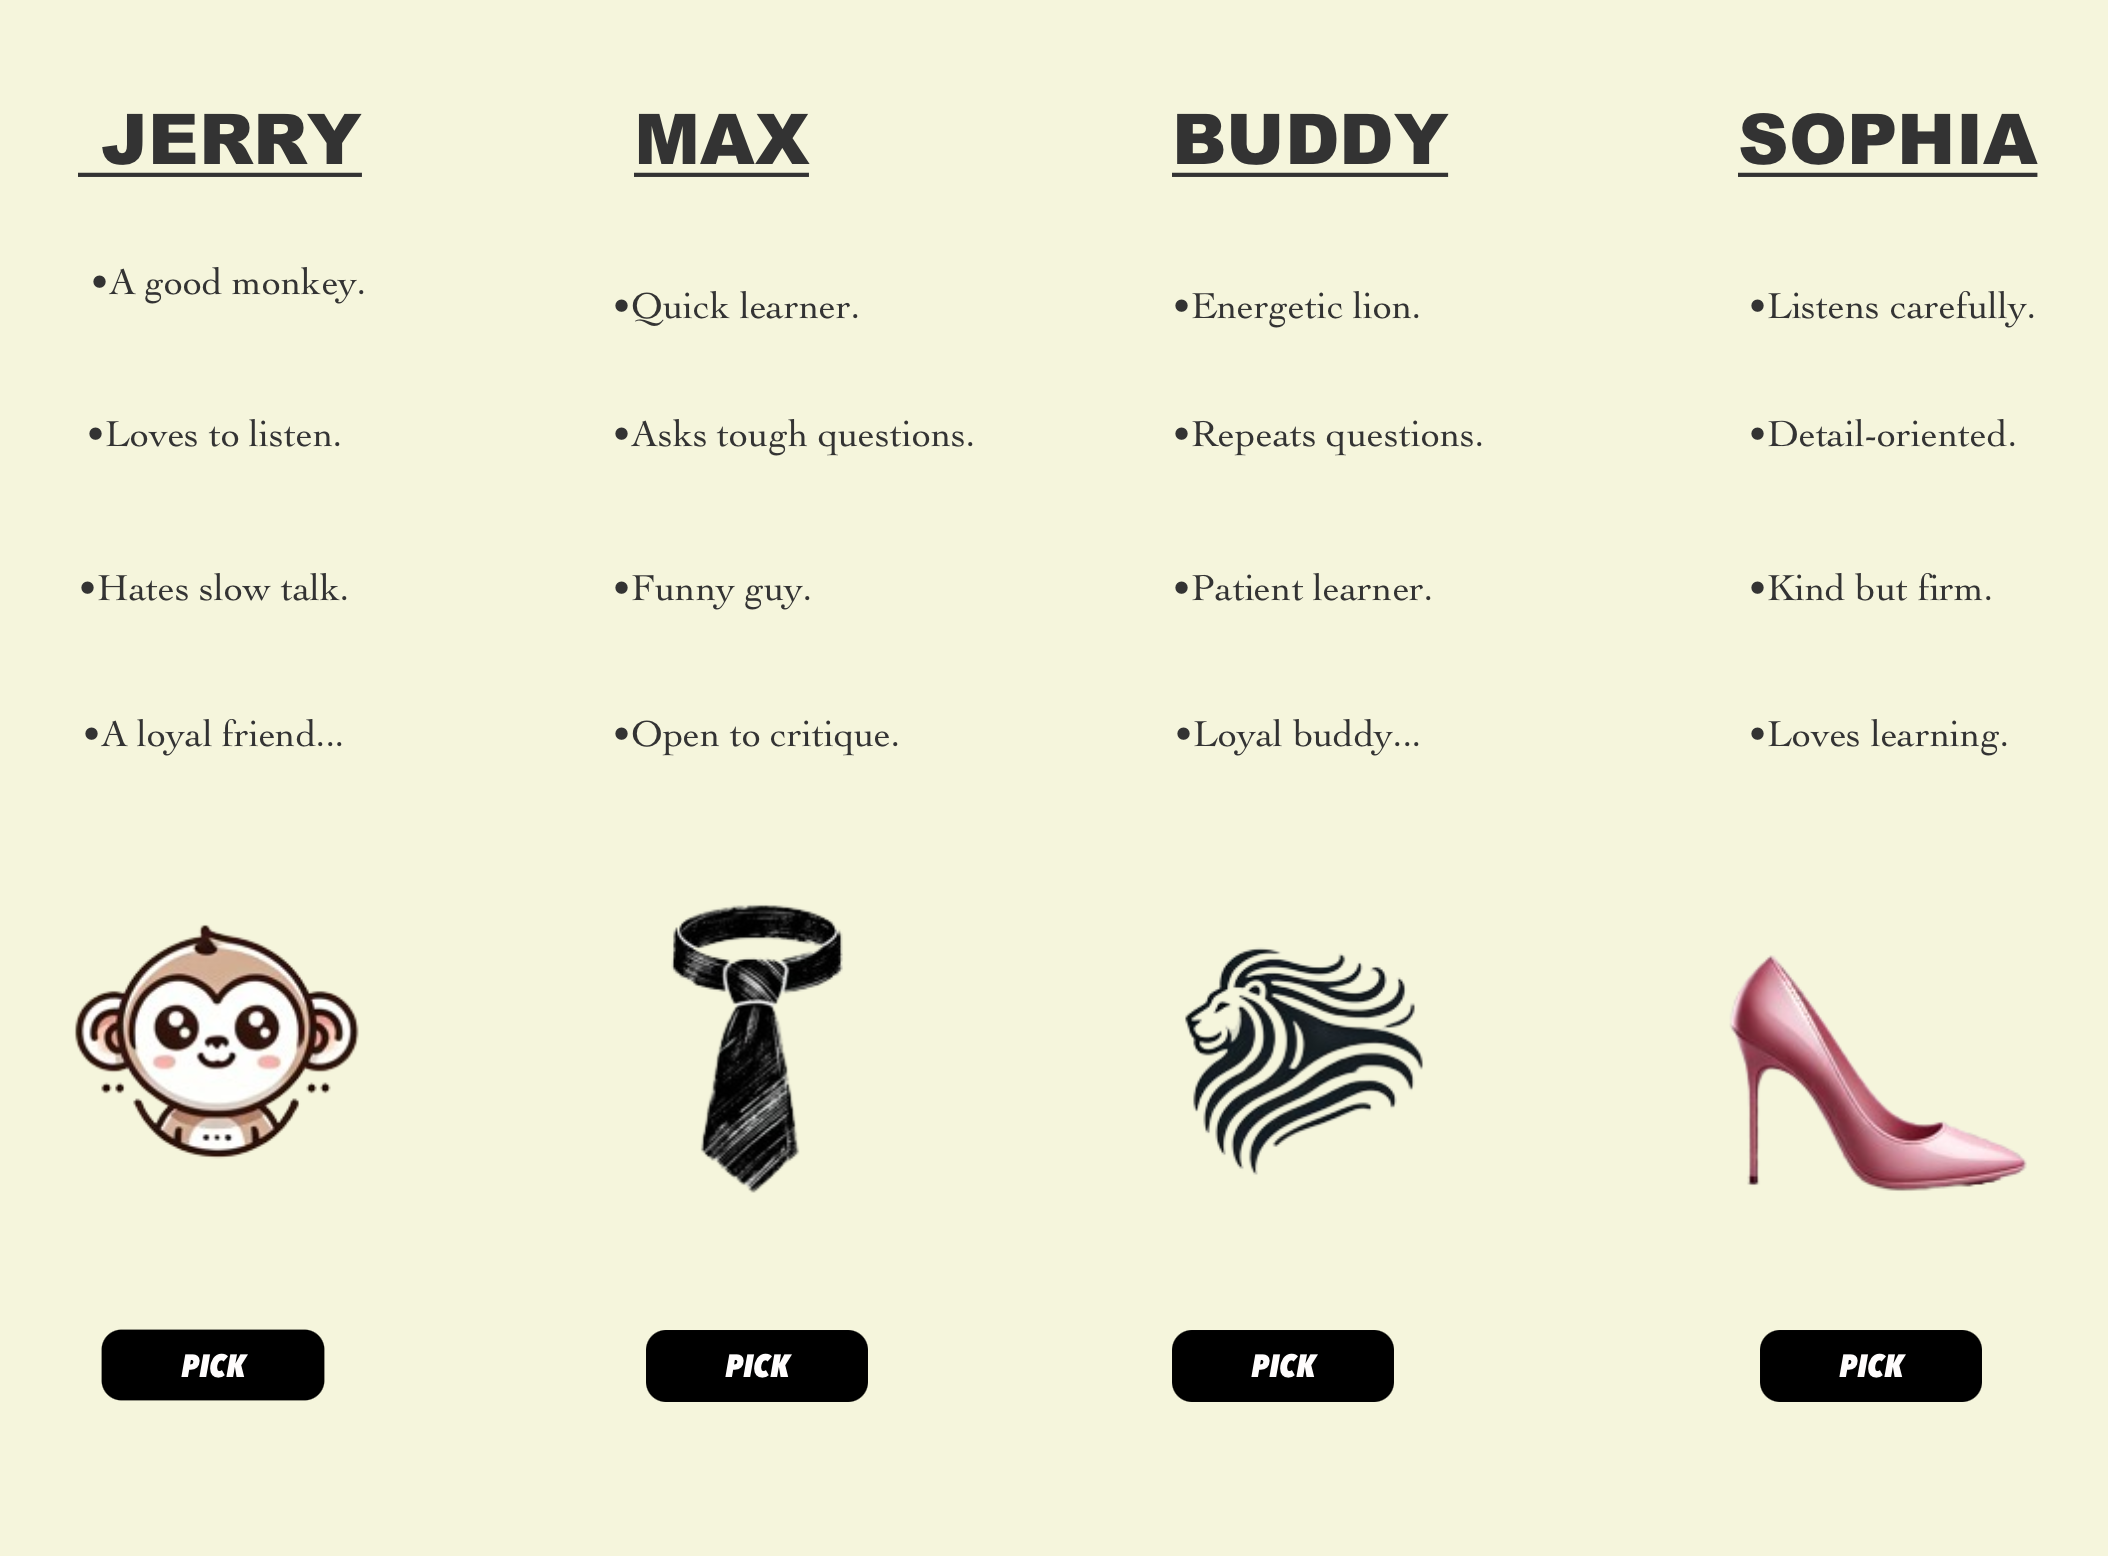 JERRY
•A good monkey.
•Loves to listen.
•Hates slow talk.
•A loyal friend...
PICK
MAX
•Quick learner.
•Asks tough questions.
•Funny guy.
•Open to critique.
PICK
BUDDY
•Energetic lion.
•Repeats questions.
•Patient learner.
•Loyal buddy...
PICK
SOPHIA
•Listens carefully.
•Detail-oriented.
•Kind but firm.
•Loves learning.
PICK